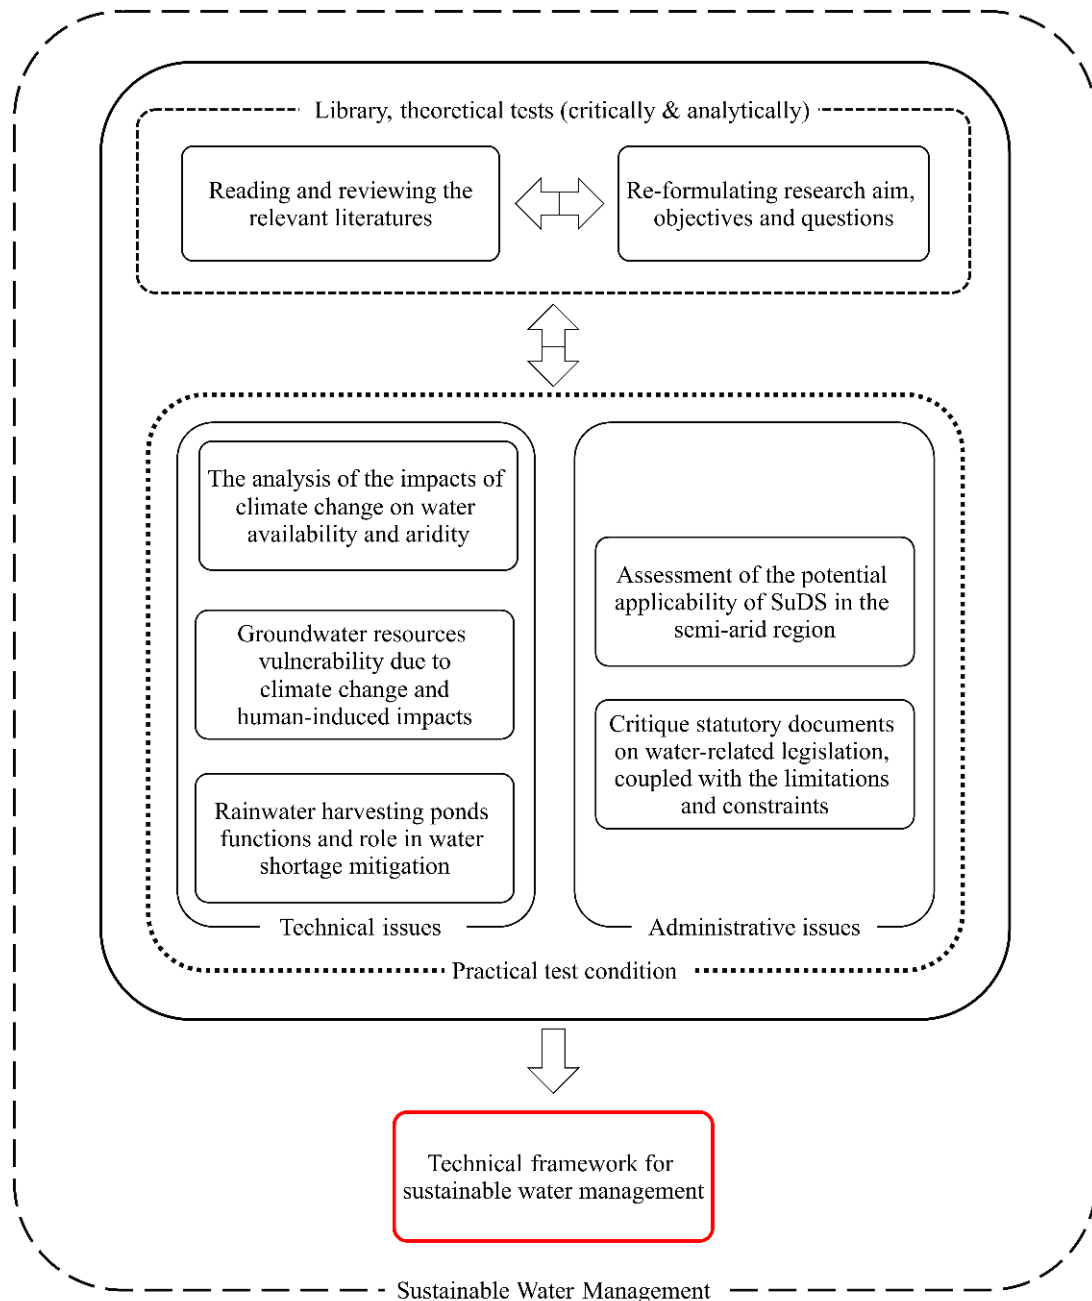 Library, theoretical tests (critically & analytically)
Reading and reviewing the
relevant literatures
Re-formulating research aim,
objectives and questions
The analysis of the impacts of
climate change on water
availability and aridity
Groundwater resources
vulnerability due to
climate change and
human-induced impacts
Rainwater harvesting ponds
functions and role in water
shortage mitigation
Technical issues
Assessment of the potential
applicability of SuDS in the
semi-arid region
Critique statutory documents
on water-related legislation,
coupled with the limitations
and constraints
Administrative issues
Practical test condition
Technical framework for
sustainable water management
Sustainable Water Management